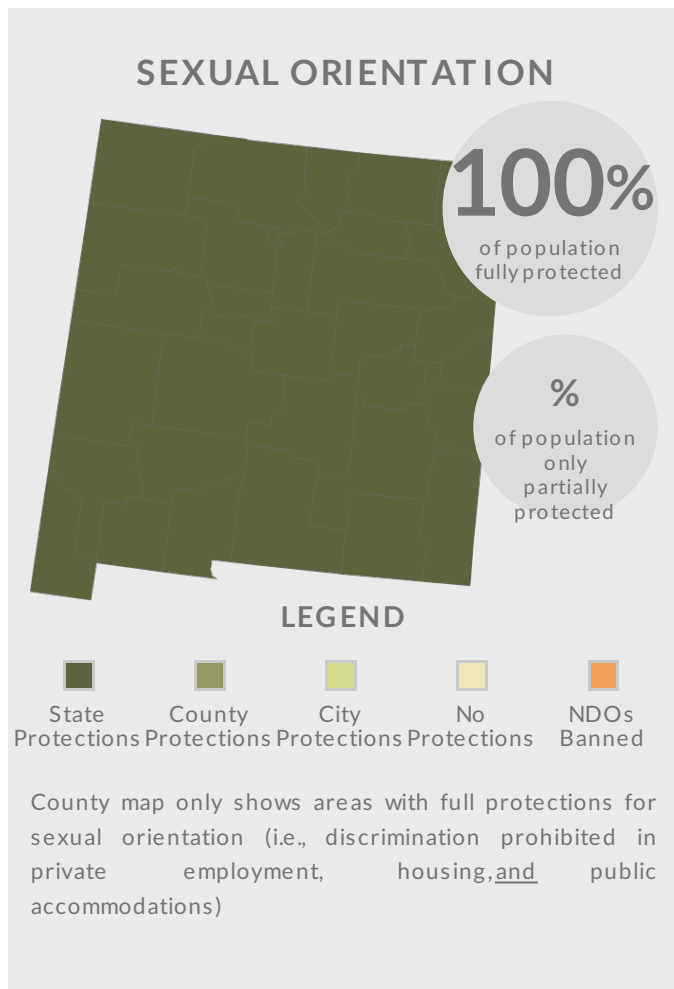 SEXUAL ORIENTATION
100%
of population
fully protected
%
of population
only
partially
protected
LEGEND
State
Protections
County
Protections
City
Protections
No
Protections
NDOs
Banned
County map only shows areas with full protections for
sexual orientation (i.e., discrimination prohibited in
private employment, housing, and public
accommodations)